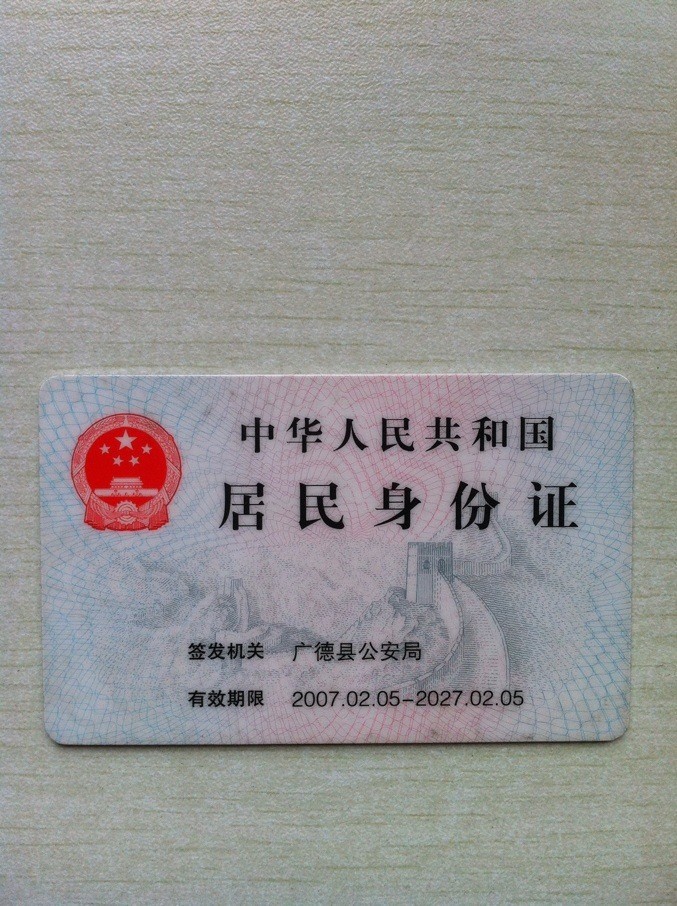 中华人民共和国
居民身份证
签发机关 广德县公安局
有效期限 2007.02.05-2027.02.05